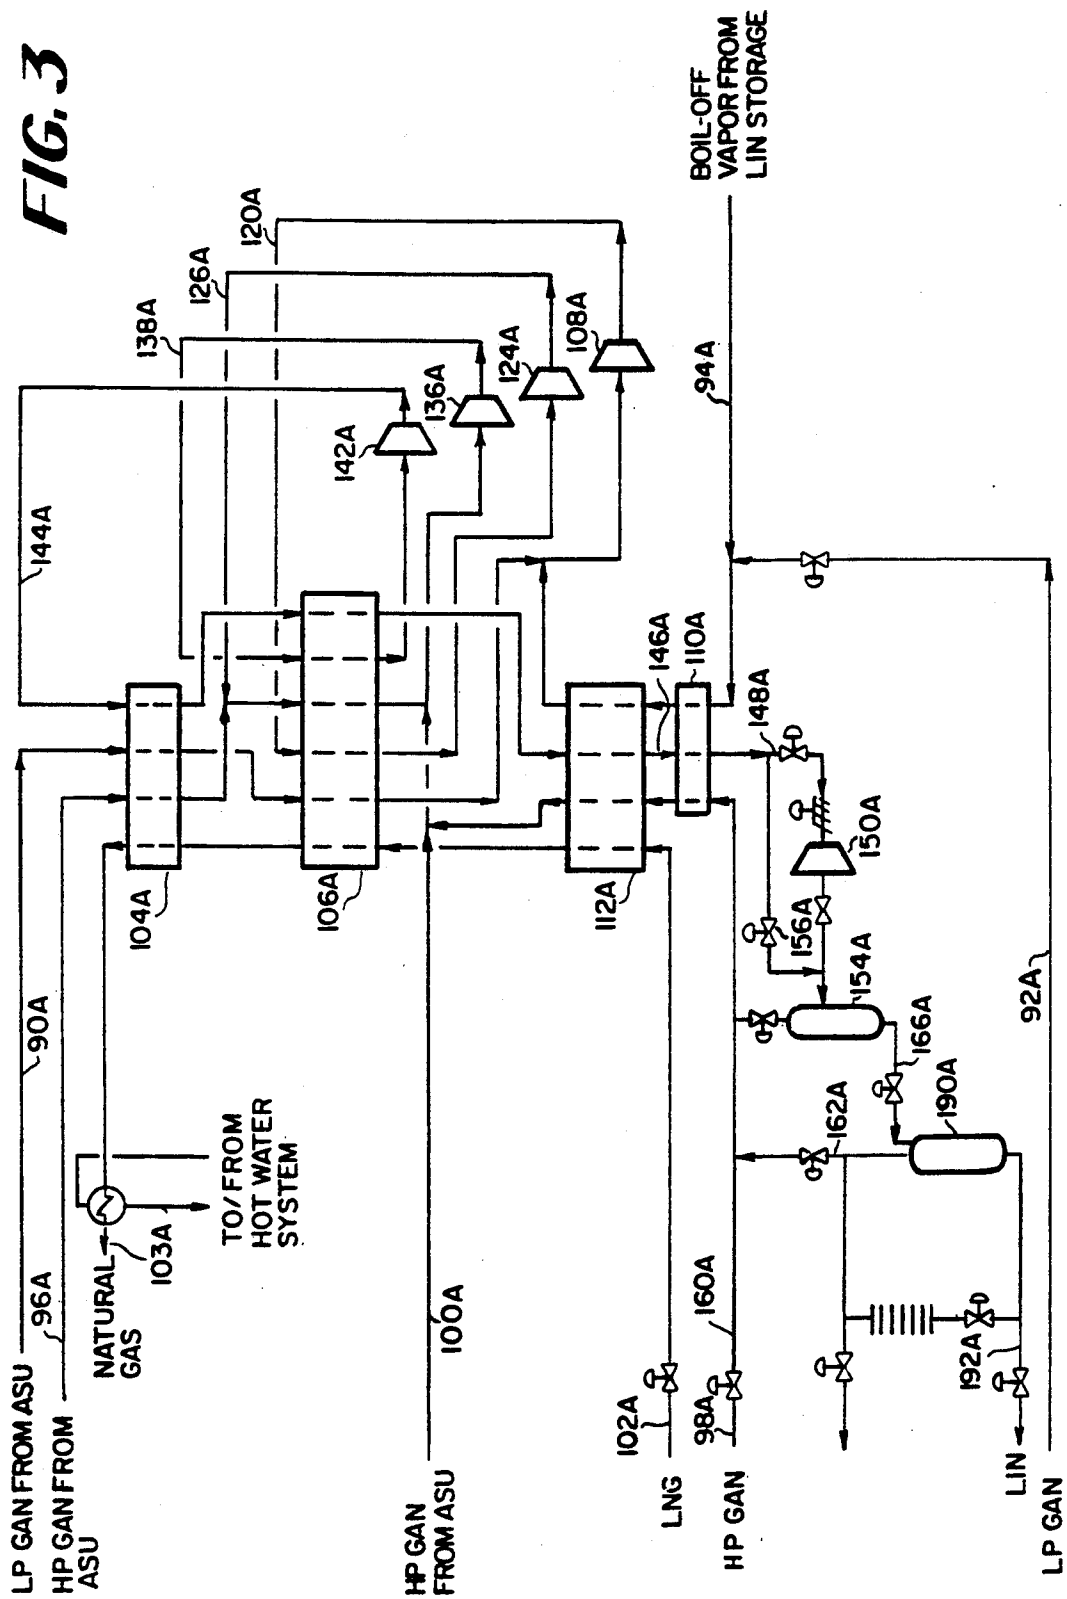 FIG. 3
BOIL-OFF
VAPOR FROM
LIN STORAGE
120A
126A
138A
108A
124A
136A
142A
94A
144A
146A
110A
148A
104A
106A
112A
150A
156A
154A
90A
92A
166A
190A
162A
TO/FROM
HOT WATER
SYSTEM
103A
96A
NATURAL
GAS
100A
160A
192A
102A
98A
LP GAN FROM ASU
HP GAN FROM
ASU
HP GAN
FROM ASU
LNG
HP GAN
LIN
LP GAN